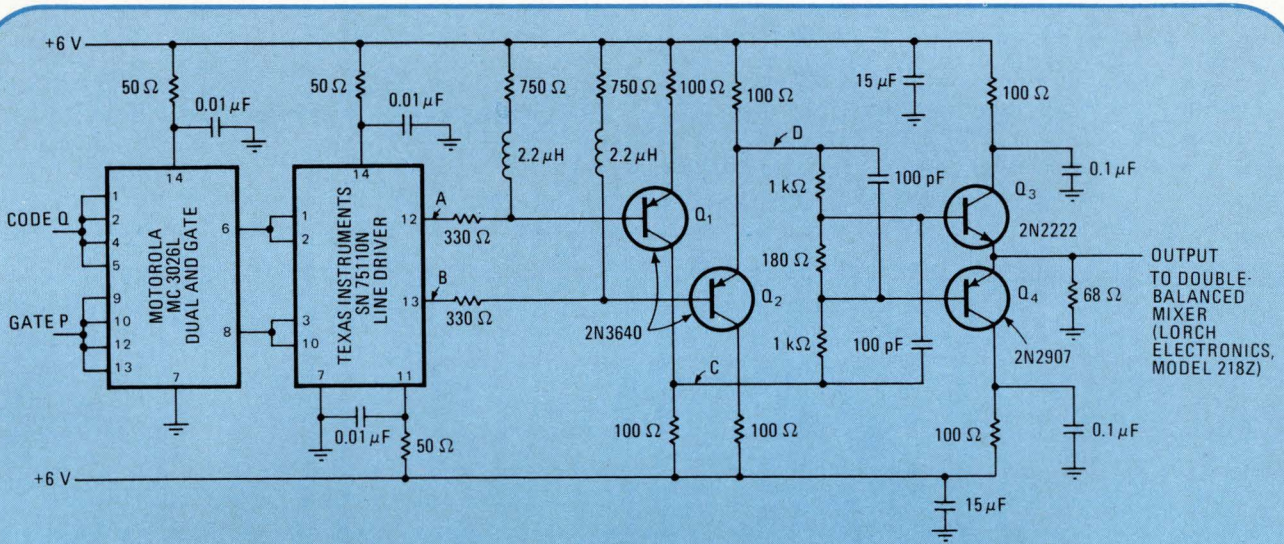 +6 V
50 Ω
0.01 µF
50 Ω
0.01 µF
750 Ω
2.2 µH
750 Ω
2.2 µH
100 Ω
100 Ω
15 µF
100 Ω
0.1 µF
CODE Q
GATE P
1
2
4
5
9
10
12
13
14
MOTOROLA
MC 3026L
DUAL AND GATE
6
8
7
1
2
3
10
14
TEXAS INSTRUMENTS
SN 75110N
LINE DRIVER
12
13
7
11
A
330 Ω
B
330 Ω
Q1
Q2
2N3640
D
1 kΩ
100 pF
180 Ω
1 kΩ
100 pF
C
Q3
2N2222
Q4
2N2907
OUTPUT
TO DOUBLE-
BALANCED
MIXER
(LORCH
ELECTRONICS,
MODEL 218Z)
68 Ω
0.01 µF
50 Ω
100 Ω
100 Ω
100 Ω
0.1 µF
+6 V
15 µF